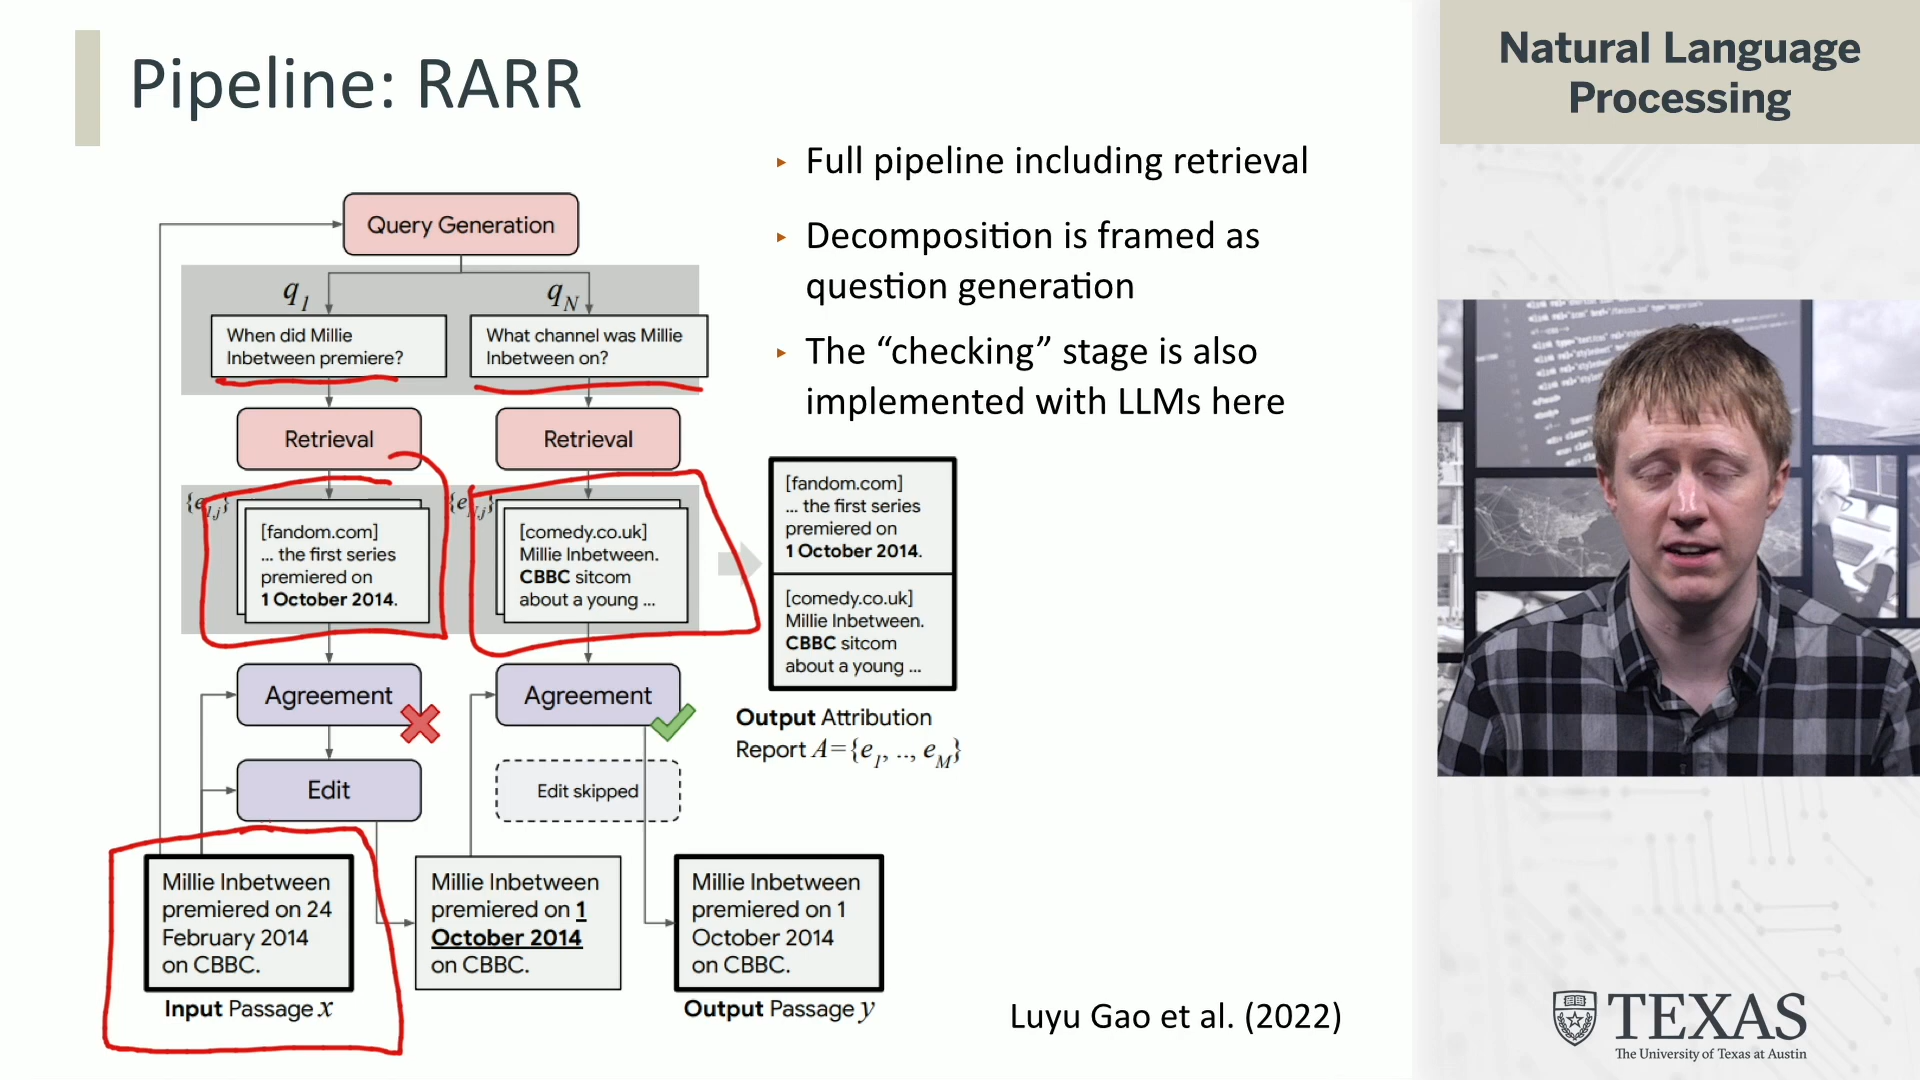 Pipeline: RARR
Natural Language
Processing
▸ Full pipeline including retrieval
▸ Decomposition is framed as
question generation
▸ The “checking” stage is also
implemented with LLMs here
Query Generation
q1
qN
When did Millie
Inbetween premiere?
What channel was Millie
Inbetween on?
Retrieval
Retrieval
{e1,j}
{eN,j}
[fandom.com]
... the first series
premiered on
1 October 2014.
[comedy.co.uk]
Millie Inbetween.
CBBC sitcom
about a young ...
[fandom.com]
... the first series
premiered on
1 October 2014.
[comedy.co.uk]
Millie Inbetween.
CBBC sitcom
about a young ...
Agreement
Agreement
Output Attribution
Report A={e1, .., eM}
Edit
Edit skipped
Millie Inbetween
premiered on 24
February 2014
on CBBC.
Input Passage x
Millie Inbetween
premiered on 1
October 2014
on CBBC.
Millie Inbetween
premiered on 1
October 2014
on CBBC.
Output Passage y
Luyu Gao et al. (2022)
TEXAS
The University of Texas at Austin